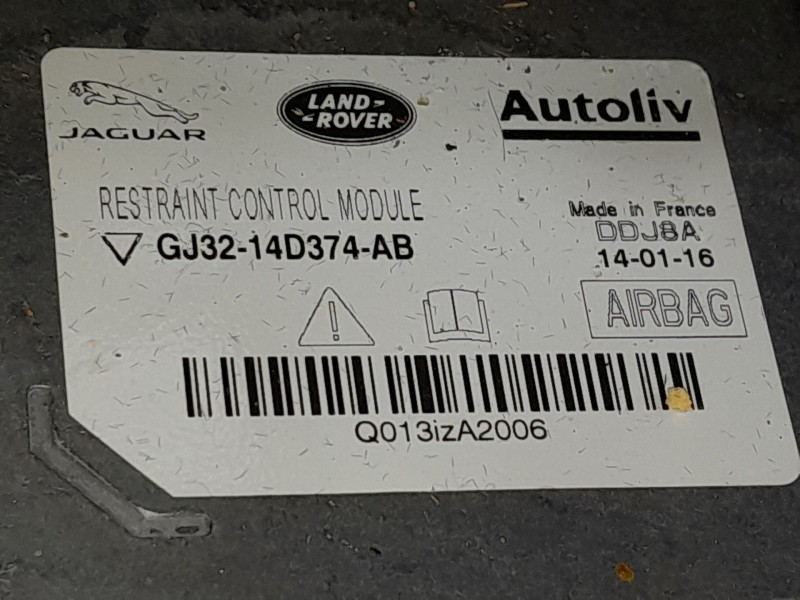 JAGUAR
LAND-
-ROVER
Autoliv
RESTRAINT CONTROL MODULE
GJ32-14D374-AB
Made in France
DDJ8A
14-01-16
AIRBAG
Q013izA2006